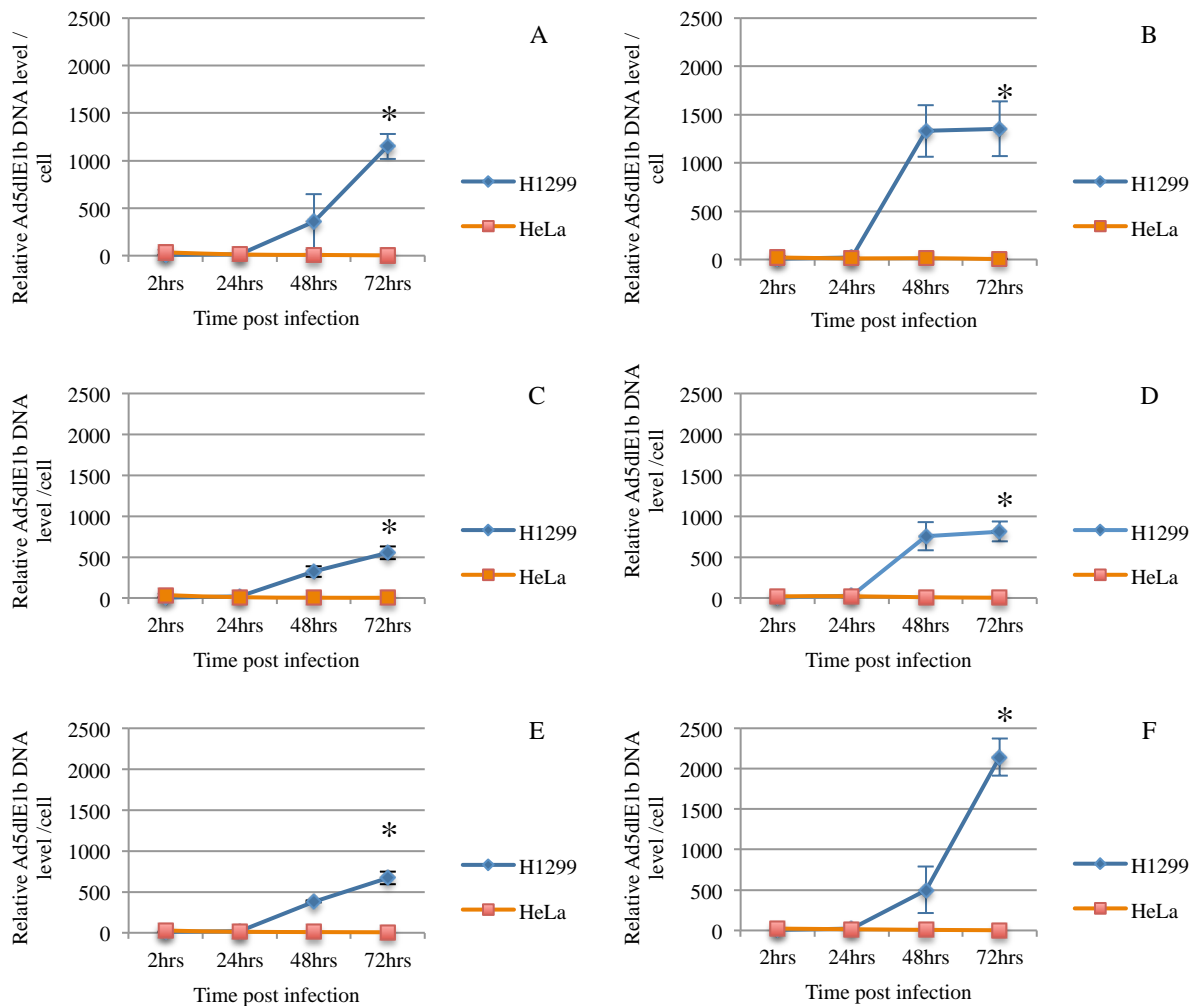 A
Relative Ad5dlE1b DNA level /
cell
2500
2000
1500
1000
500
0
*
2hrs 24hrs 48hrs 72hrs
Time post infection
H1299
HeLa
B
Relative Ad5dlE1b DNA level /
cell
2500
2000
1500
1000
500
0
*
2hrs 24hrs 48hrs 72hrs
Time post infection
H1299
HeLa
C
Relative Ad5dlE1b DNA
level /cell
2500
2000
1500
1000
500
0
*
2hrs 24hrs 48hrs 72hrs
Time post infection
H1299
HeLa
D
Relative Ad5dlE1b DNA
level /cell
2500
2000
1500
1000
500
0
*
2hrs 24hrs 48hrs 72hrs
Time post infection
H1299
HeLa
E
Relative Ad5dlE1b DNA
level /cell
2500
2000
1500
1000
500
0
*
2hrs 24hrs 48hrs 72hrs
Time post infection
H1299
HeLa
F
Relative Ad5dlE1b DNA
level /cell
2500
2000
1500
1000
500
0
*
2hrs 24hrs 48hrs 72hrs
Time post infection
H1299
HeLa